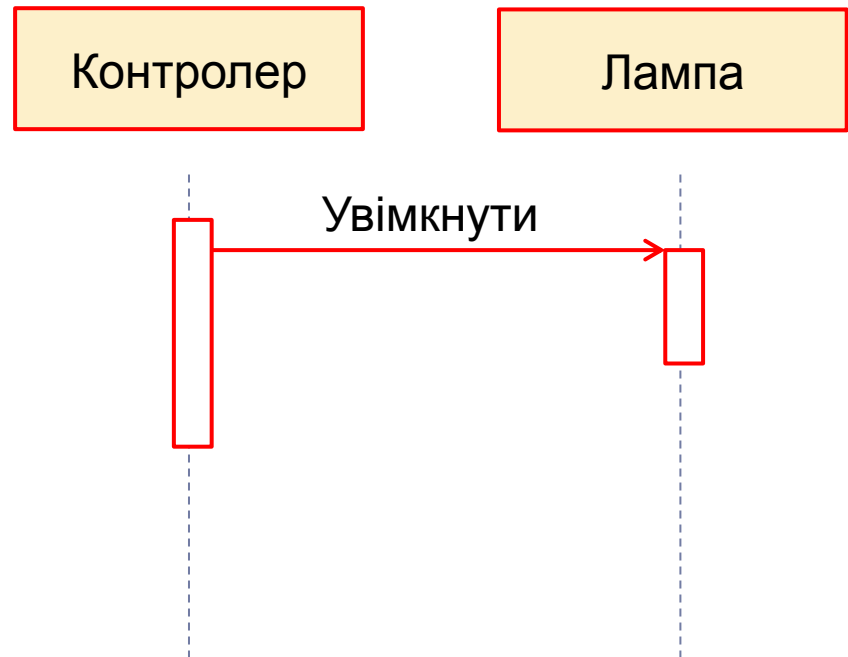 Контролер
Лампа
Увімкнути